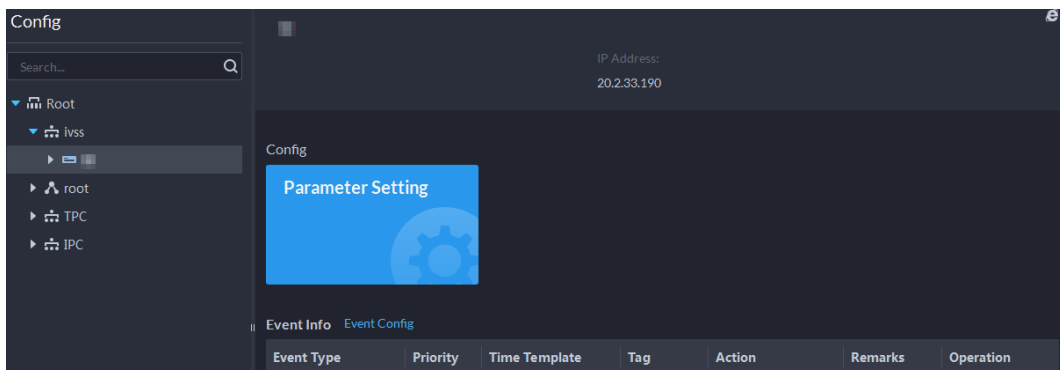 Config
Search...
Root
ivss
root
TPC
IPC
IP Address:
20.2.33.190
Config
Parameter Setting
Event Info Event Config
Event Type Priority Time Template Tag Action Remarks Operation